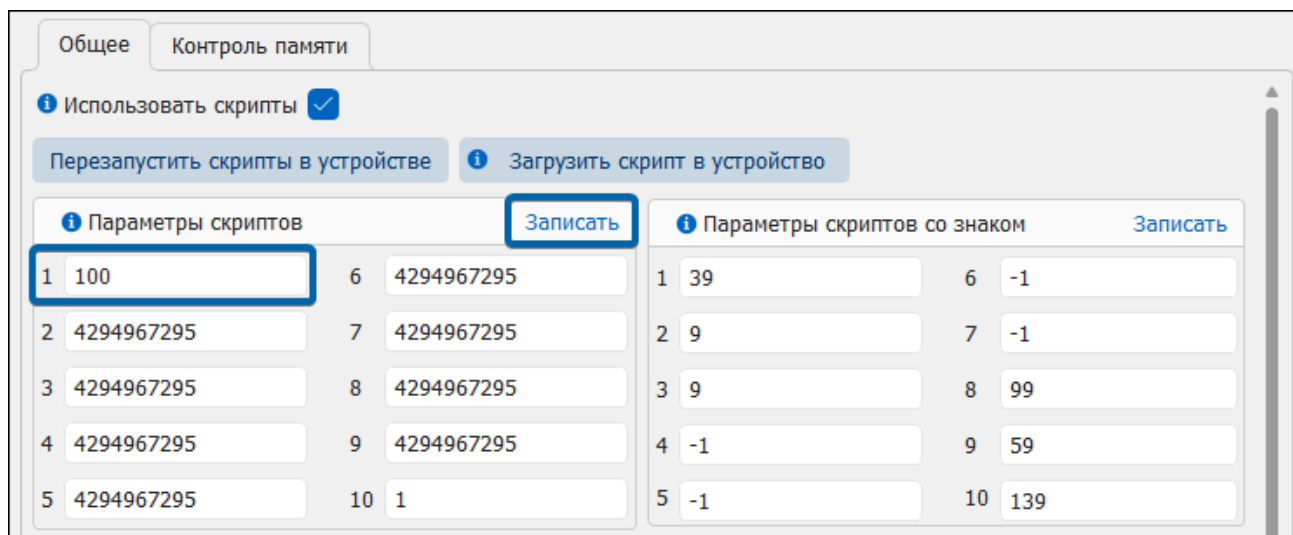 Общее Контроль памяти
Использовать скрипты
Перезапустить скрипты в устройстве Загрузить скрипт в устройство
Параметры скриптов Записать Параметры скриптов со знаком Записать
1 100 6 4294967295 1 39 6 -1
2 4294967295 7 4294967295 2 9 7 -1
3 4294967295 8 4294967295 3 9 8 99
4 4294967295 9 4294967295 4 -1 9 59
5 4294967295 10 1 5 -1 10 139